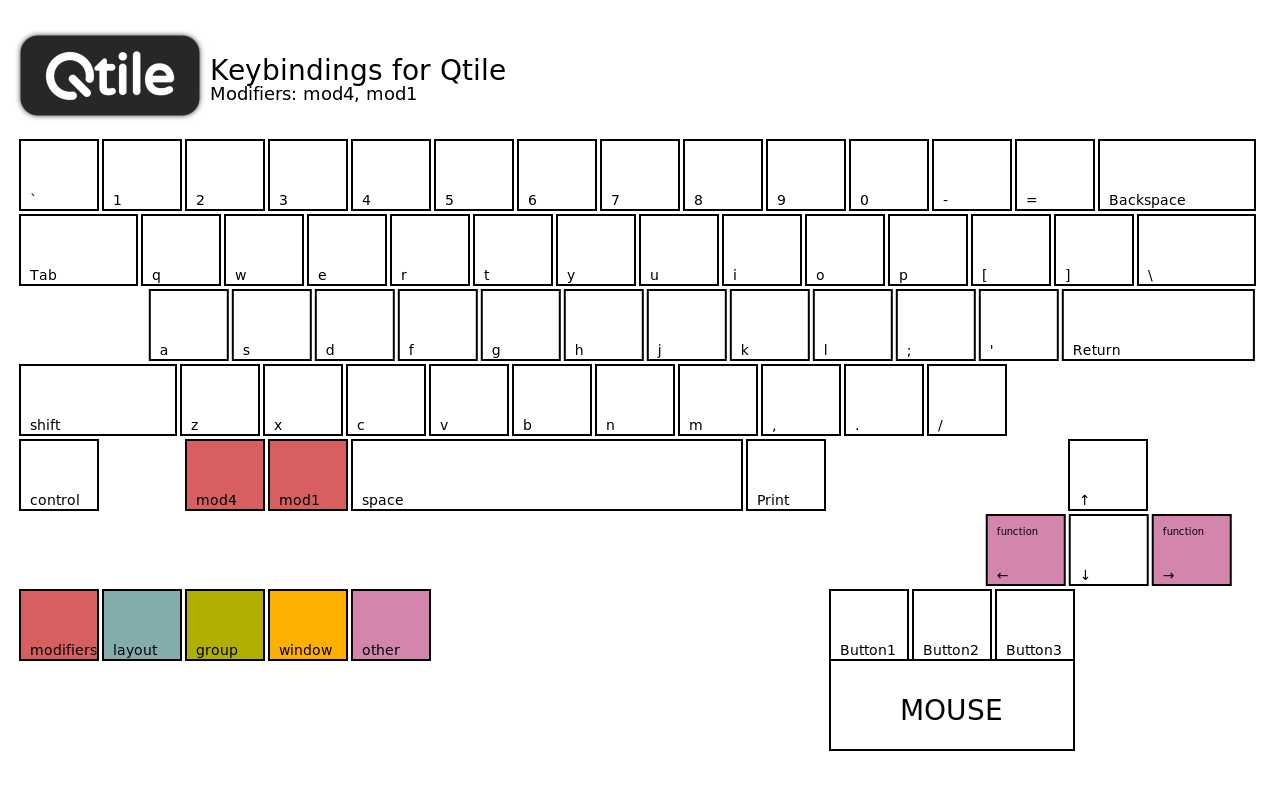 Qtile
Keybindings for Qtile
Modifiers: mod4, mod1
` 1 2 3 4 5 6 7 8 9 0 - = Backspace
Tab q w e r t y u i o p [ ] \
a s d f g h j k l ; ' Return
shift z x c v b n m , . /
control mod4 mod1 space Print ↑
function function
← ↓ →
modifiers layout group window other Button1 Button2 Button3
MOUSE